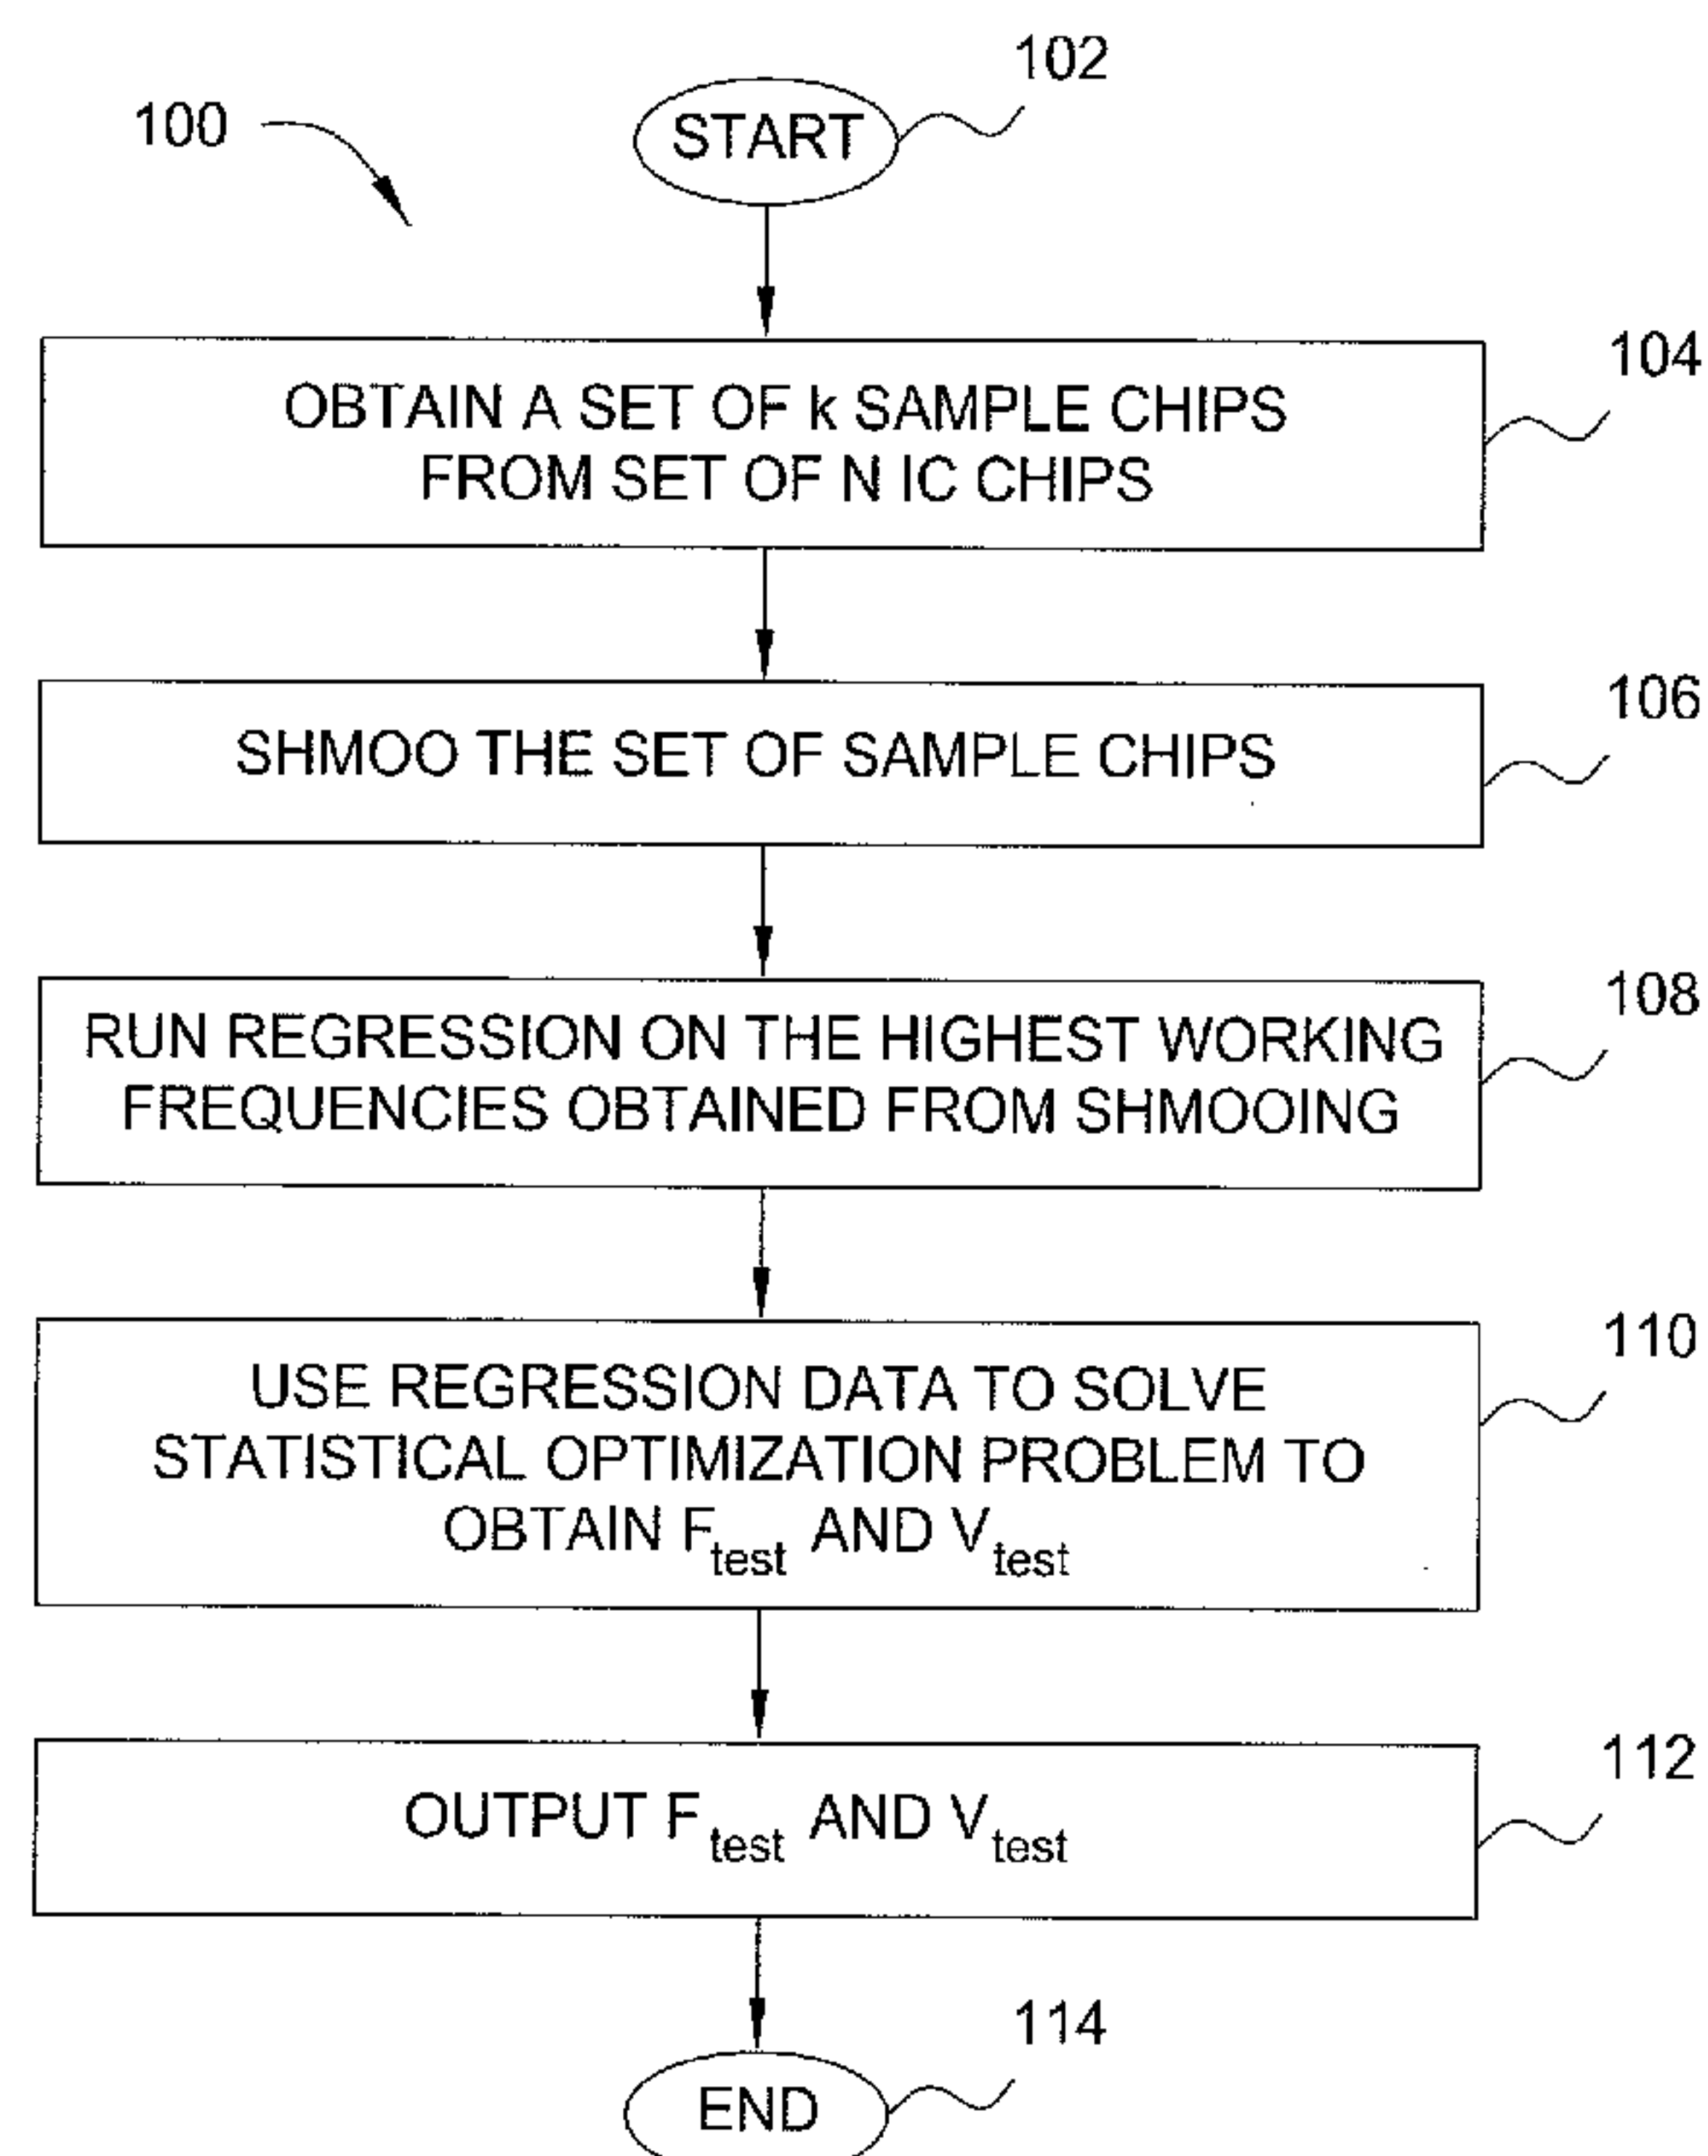 100
START
102
OBTAIN A SET OF k SAMPLE CHIPS
FROM SET OF N IC CHIPS
104
SHMOO THE SET OF SAMPLE CHIPS
106
RUN REGRESSION ON THE HIGHEST WORKING
FREQUENCIES OBTAINED FROM SHMOOING
108
USE REGRESSION DATA TO SOLVE
STATISTICAL OPTIMIZATION PROBLEM TO
OBTAIN Ftest AND Vtest
110
OUTPUT Ftest AND Vtest
112
END
114